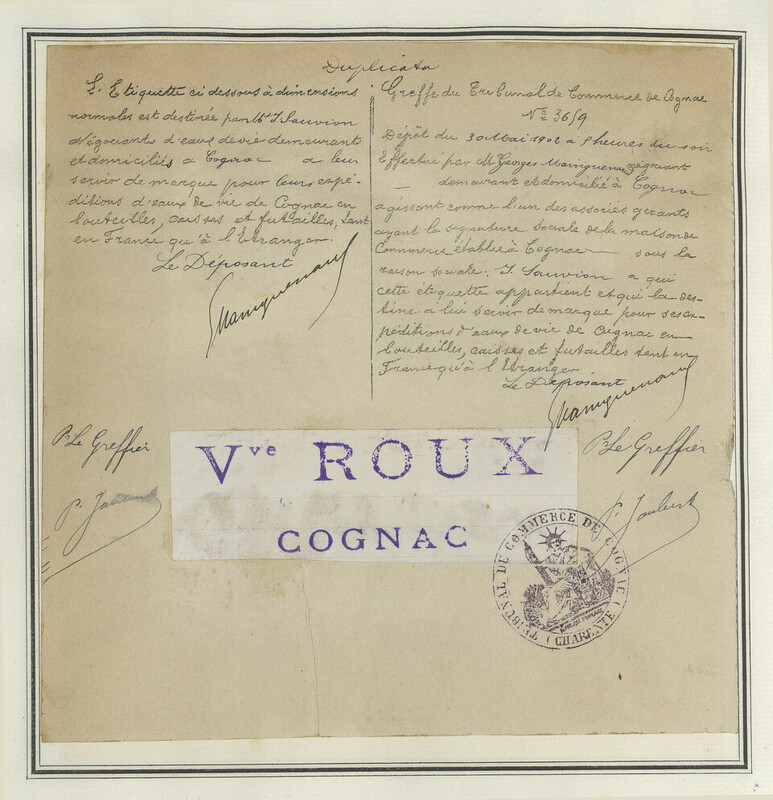 Duplicata
L'Etiquette ci dessous à dimensions
normales est destinée par Mrs J Sauvion
Négociants d'eaux de vie demeurant
et domiciliés à Cognac a leur
servir de marque pour leurs expé-
ditions d'eaux de vie de Cognac en
bouteilles, caisses et futailles, tant
en France qu'à l'Etranger.
Le Déposant
Greffe du Tribunal de Commerce de Cognac
No 3619
Dépôt du 30 Mai 1902 à 9 heures du soir
Effectué par Mr Georges négociant
demeurant et domicilié à Cognac
agissant comme l'un des associés gérants
ayant la signature sociale de la maison de
Commerce établie à Cognac sous la
raison sociale: J Sauvion a qui
cette étiquette appartient et qui la des-
tine à lui servir de marque pour ses ex-
péditions d'eaux de vie de Cognac en
bouteilles, caisses et futailles tant en
France qu'à l'Etranger
Le Déposant
Pr Le Greffier
Vve ROUX
COGNAC
Pr Le Greffier
P. Joubert
TRIBUNAL DE COMMERCE DE COGNAC
(CHARENTE)